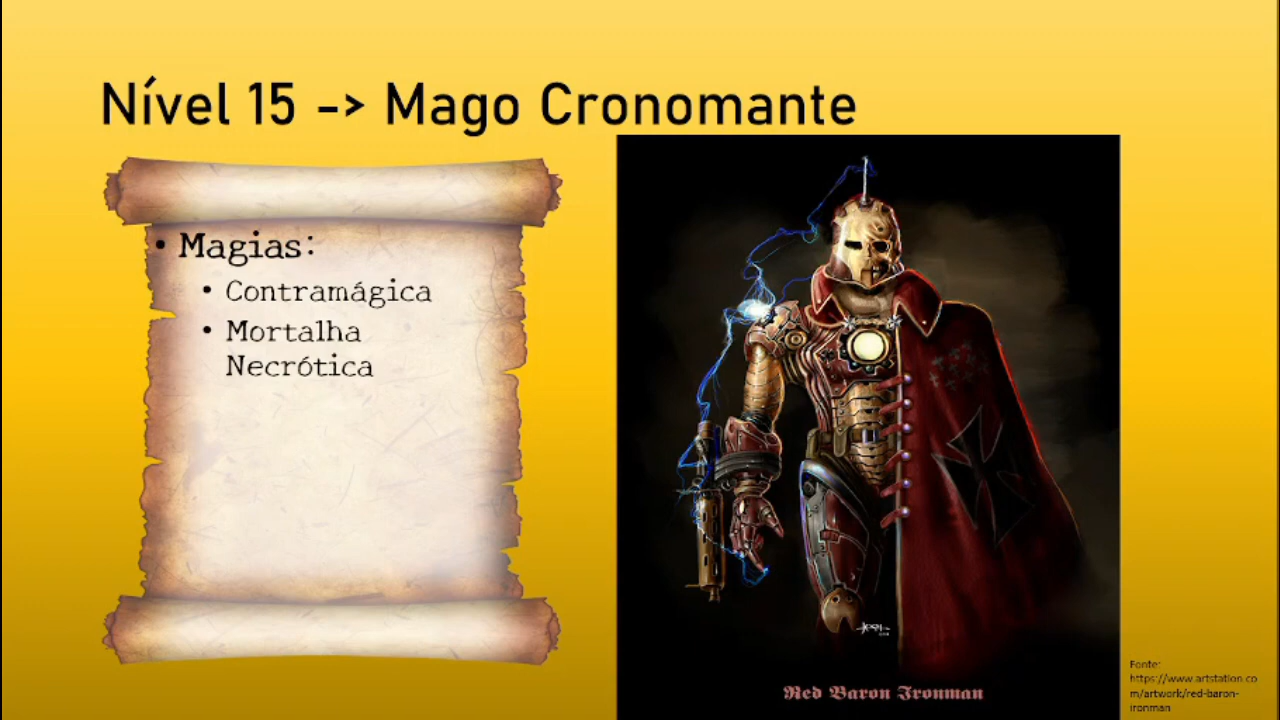 Nível 15 -> Mago Cronomante
• Magias:
• Contramágica
• Mortalha
Necrótica
Red Baron Ironman
Fonte:
https://www.artstation.co
m/artwork/red-baron-
ironman